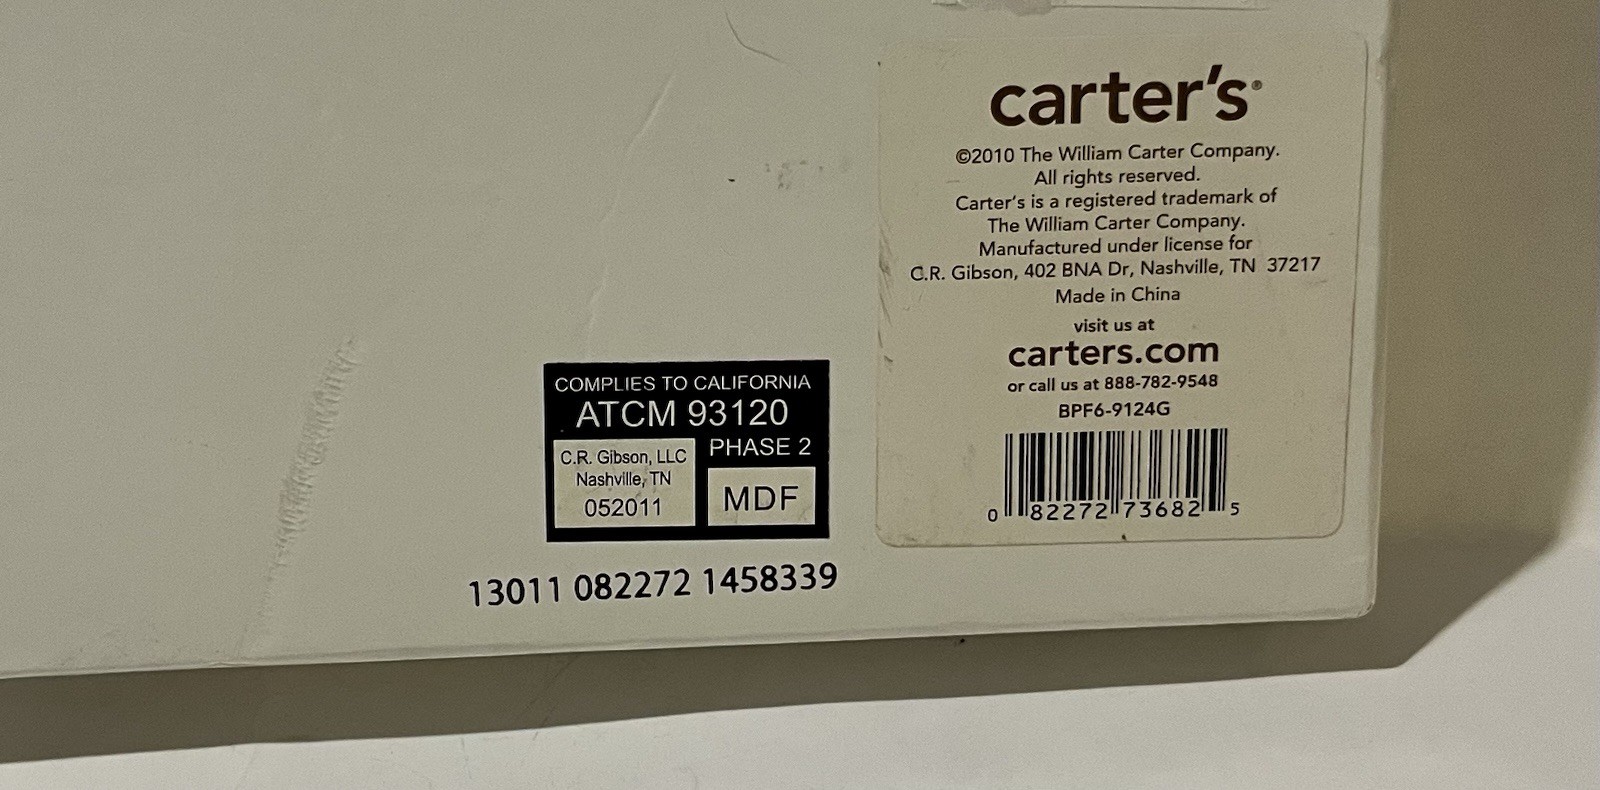 carter's®
©2010 The William Carter Company.
All rights reserved.
Carter's is a registered trademark of
The William Carter Company.
Manufactured under license for
C.R. Gibson, 402 BNA Dr, Nashville, TN 37217
Made in China
visit us at
carters.com
or call us at 888-782-9548
BPF6-9124G
0 82272 73682 5
COMPLIES TO CALIFORNIA
ATCM 93120
PHASE 2
C.R. Gibson, LLC
Nashville, TN
052011
MDF
13011 082272 1458339